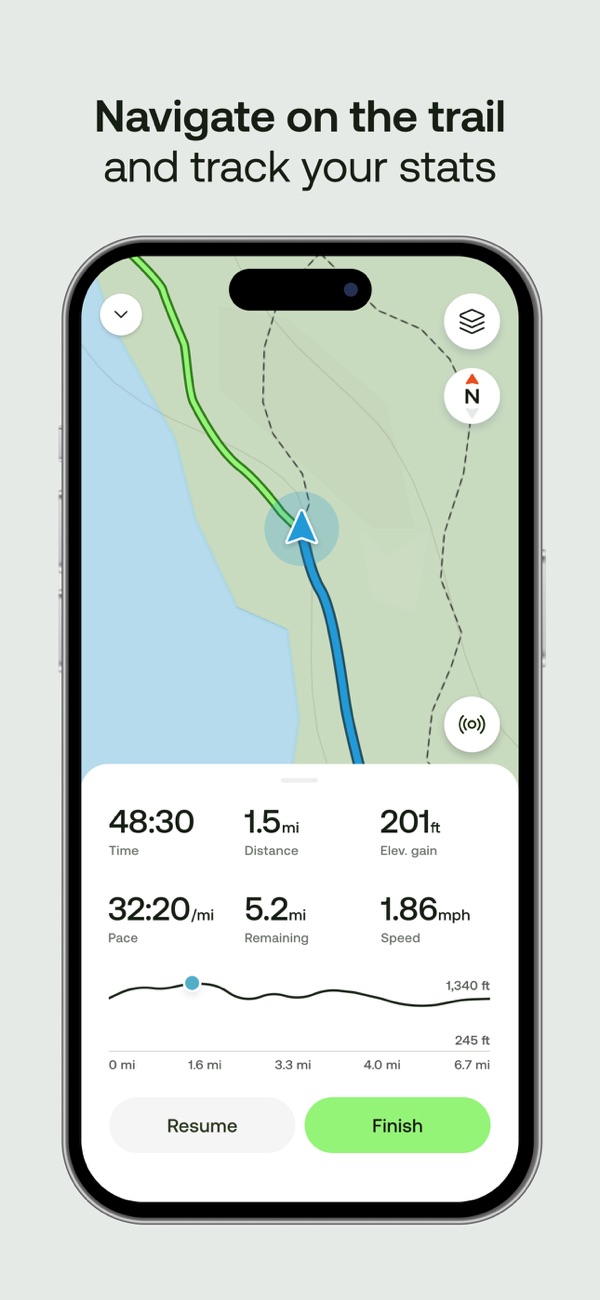 Navigate on the trail
and track your stats
N
48:30 1.5mi 201ft
Time Distance Elev. gain
32:20/mi 5.2mi 1.86mph
Pace Remaining Speed
1,340 ft
245 ft
0 mi 1.6 mi 3.3 mi 4.0 mi 6.7 mi
Resume Finish